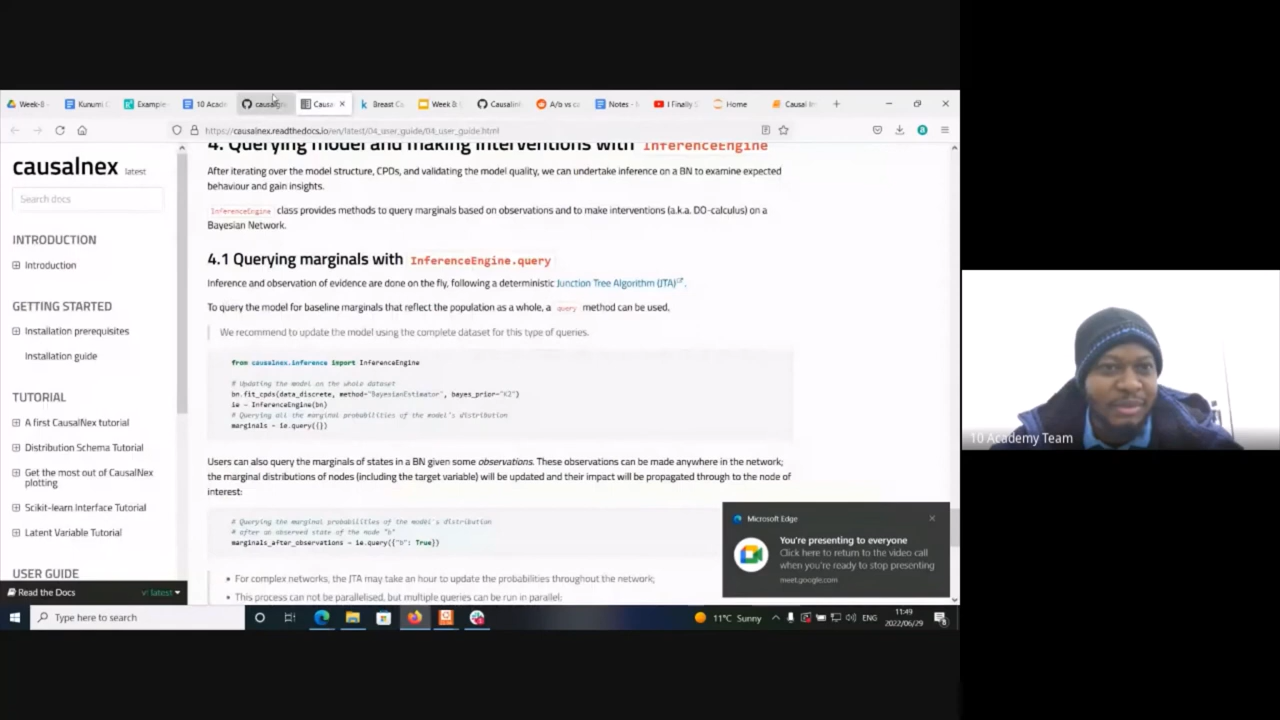 Week-8
Kunumi C
Example
10 Acad
causalgr
Causa
Breast Ca
Week 8:
Causalinf
A/b vs ca
Notes - N
I Finally S
Home
Causal In
https://causalnex.readthedocs.io/en/latest/04_user_guide/04_user_guide.html
causalnex latest
Search docs
INTRODUCTION
Introduction
GETTING STARTED
Installation prerequisites
Installation guide
TUTORIAL
A first CausalNex tutorial
Distribution Schema Tutorial
Get the most out of CausalNex
plotting
Scikit-learn Interface Tutorial
Latent Variable Tutorial
USER GUIDE
Read the Docs
v: latest
4. Querying model and making interventions with InferenceEngine
After iterating over the model structure, CPDs, and validating the model quality, we can undertake inference on a BN to examine expected
behaviour and gain insights.
InferenceEngine class provides methods to query marginals based on observations and to make interventions (a.k.a. DO-calculus) on a
Bayesian Network.
4.1 Querying marginals with InferenceEngine.query
Inference and observation of evidence are done on the fly, following a deterministic Junction Tree Algorithm (JTA).
To query the model for baseline marginals that reflect the population as a whole, a query method can be used.
We recommend to update the model using the complete dataset for this type of queries.
from causalnex.inference import InferenceEngine
# Updating the model on the whole dataset
bn.fit_cpds(data_discrete, method="BayesianEstimator", bayes_prior="K2")
ie = InferenceEngine(bn)
# Querying all the marginal probabilities of the model's distribution
marginals = ie.query({})
Users can also query the marginals of states in a BN given some observations. These observations can be made anywhere in the network;
the marginal distributions of nodes (including the target variable) will be updated and their impact will be propagated through to the node of
interest:
# Querying the marginal probabilities of the model's distribution
# after an observed state of the node "b"
marginals_after_observations = ie.query({"b": True})
• For complex networks, the JTA may take an hour to update the probabilities throughout the network;
• This process can not be parallelised, but multiple queries can be run in parallel;
Microsoft Edge
You're presenting to everyone
Click here to return to the video call
when you're ready to stop presenting
meet.google.com
Type here to search
11°C Sunny
ENG
11:49
2022/06/29
10 Academy Team